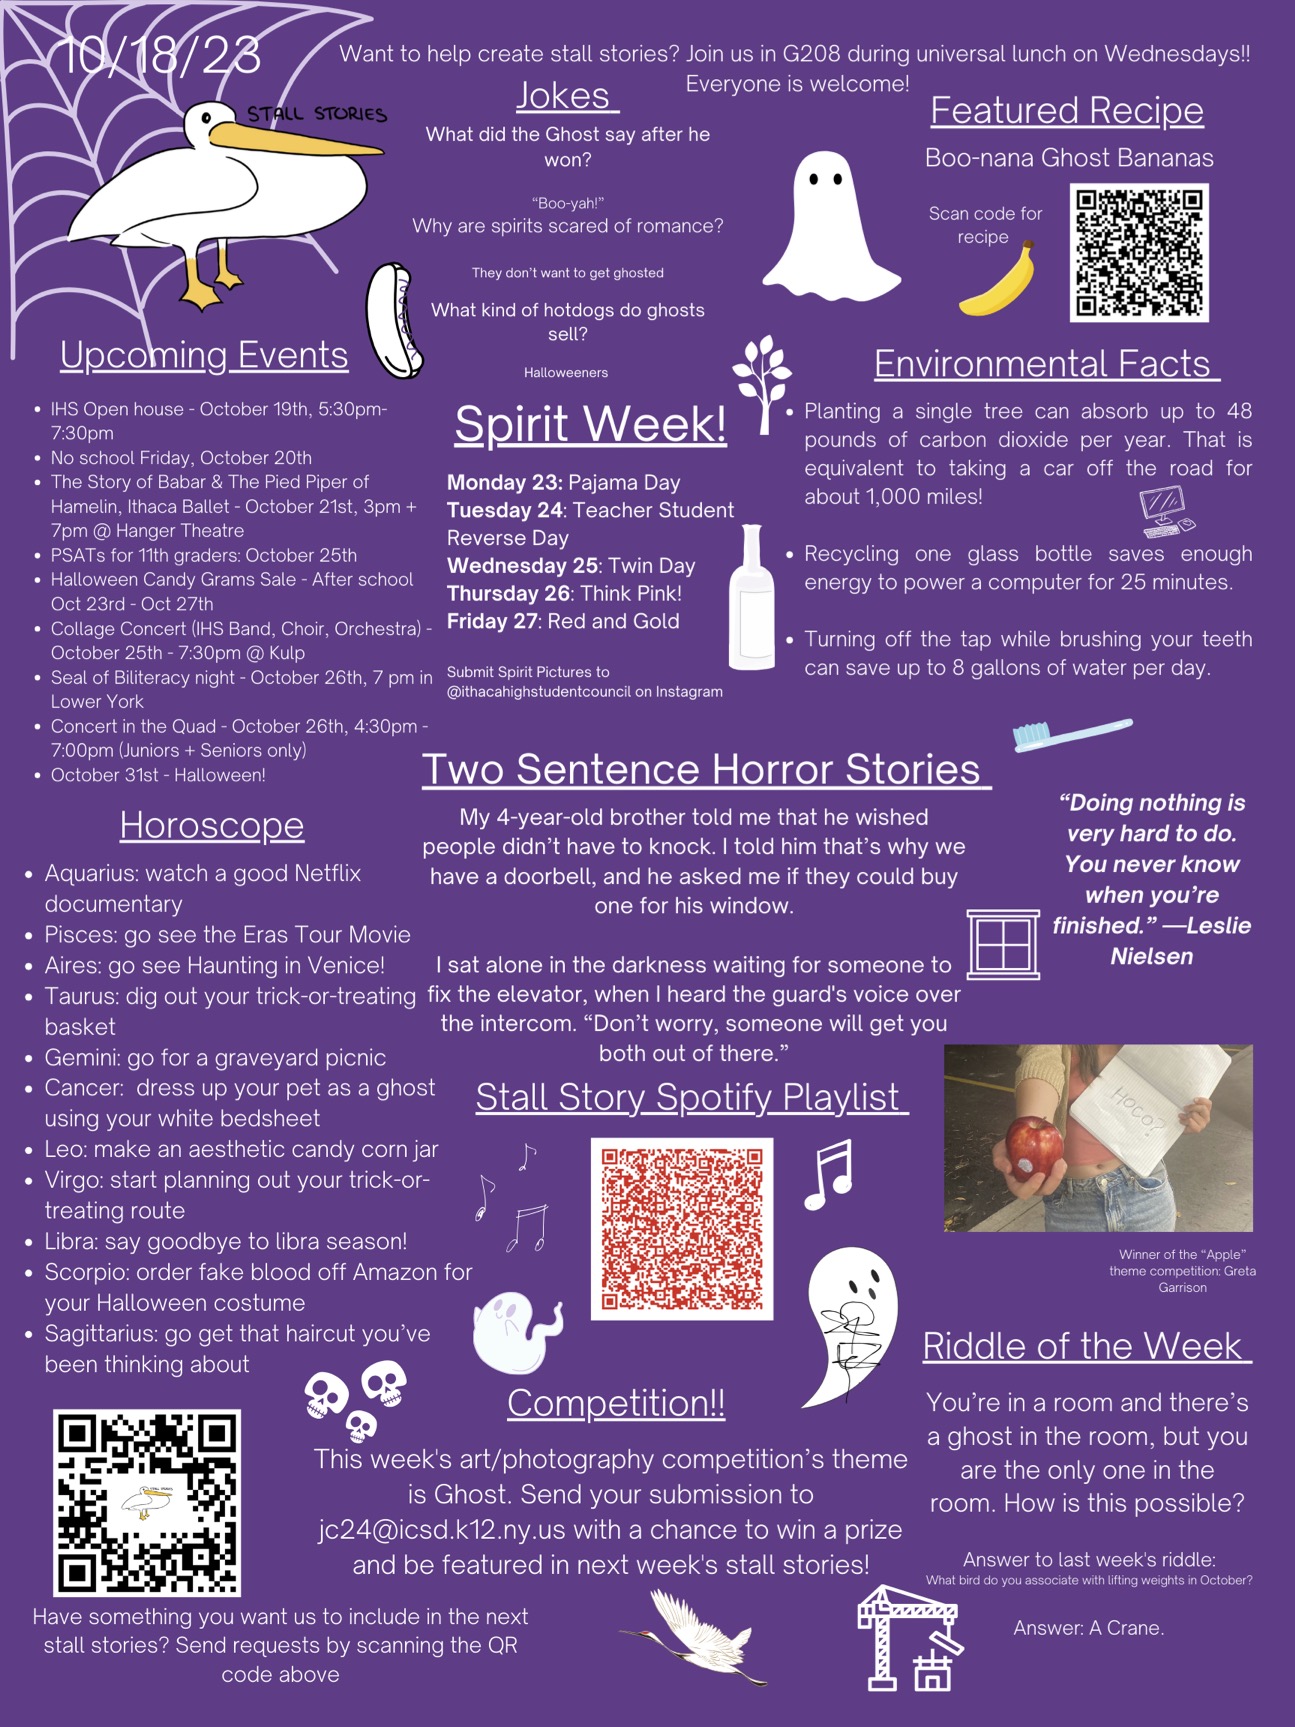 10/18/23
Want to help create stall stories? Join us in G208 during universal lunch on Wednesdays!!
Everyone is welcome!
STALL STORIES
Jokes
What did the Ghost say after he
won?
“Boo-yah!”
Why are spirits scared of romance?
They don’t want to get ghosted
What kind of hotdogs do ghosts
sell?
Halloweeners
Featured Recipe
Boo-nana Ghost Bananas
Scan code for
recipe
Upcoming Events
• IHS Open house - October 19th, 5:30pm-
7:30pm
• No school Friday, October 20th
• The Story of Babar & The Pied Piper of
Hamelin, Ithaca Ballet - October 21st, 3pm +
7pm @ Hanger Theatre
• PSATs for 11th graders: October 25th
• Halloween Candy Grams Sale - After school
Oct 23rd - Oct 27th
• Collage Concert (IHS Band, Choir, Orchestra) -
October 25th - 7:30pm @ Kulp
• Seal of Biliteracy night - October 26th, 7 pm in
Lower York
• Concert in the Quad - October 26th, 4:30pm -
7:00pm (Juniors + Seniors only)
• October 31st - Halloween!
Spirit Week!
Monday 23: Pajama Day
Tuesday 24: Teacher Student
Reverse Day
Wednesday 25: Twin Day
Thursday 26: Think Pink!
Friday 27: Red and Gold
Submit Spirit Pictures to
@ithacahighstudentcouncil on Instagram
Environmental Facts
• Planting a single tree can absorb up to 48
pounds of carbon dioxide per year. That is
equivalent to taking a car off the road for
about 1,000 miles!
• Recycling one glass bottle saves enough
energy to power a computer for 25 minutes.
• Turning off the tap while brushing your teeth
can save up to 8 gallons of water per day.
Horoscope
• Aquarius: watch a good Netflix
documentary
• Pisces: go see the Eras Tour Movie
• Aires: go see Haunting in Venice!
• Taurus: dig out your trick-or-treating
basket
• Gemini: go for a graveyard picnic
• Cancer: dress up your pet as a ghost
using your white bedsheet
• Leo: make an aesthetic candy corn jar
• Virgo: start planning out your trick-or-
treating route
• Libra: say goodbye to libra season!
• Scorpio: order fake blood off Amazon for
your Halloween costume
• Sagittarius: go get that haircut you’ve
been thinking about
Two Sentence Horror Stories
My 4-year-old brother told me that he wished
people didn’t have to knock. I told him that’s why we
have a doorbell, and he asked me if they could buy
one for his window.
I sat alone in the darkness waiting for someone to
fix the elevator, when I heard the guard's voice over
the intercom. “Don’t worry, someone will get you
both out of there.”
“Doing nothing is
very hard to do.
You never know
when you’re
finished.” —Leslie
Nielsen
Stall Story Spotify Playlist
HOCO?
Winner of the “Apple”
theme competition: Greta
Garrison
Competition!!
This week's art/photography competition’s theme
is Ghost. Send your submission to
jc24@icsd.k12.ny.us with a chance to win a prize
and be featured in next week's stall stories!
Riddle of the Week
You’re in a room and there’s
a ghost in the room, but you
are the only one in the
room. How is this possible?
Answer to last week's riddle:
What bird do you associate with lifting weights in October?
Answer: A Crane.
STALL STORIES
Have something you want us to include in the next
stall stories? Send requests by scanning the QR
code above